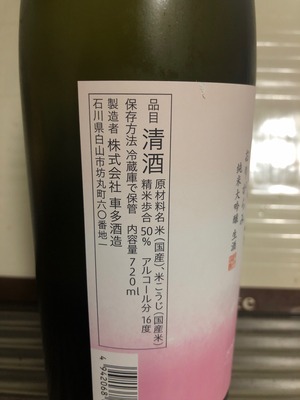 品目 清酒
原材料名 米(国産)、米こうじ(国産米)
精米歩合 50% アルコール分 16度
保存方法 冷蔵庫で保管 内容量 720ml
製造者 株式会社 車多酒造
石川県白山市坊丸町六〇番地一
純米大吟醸 生酒
4 942068